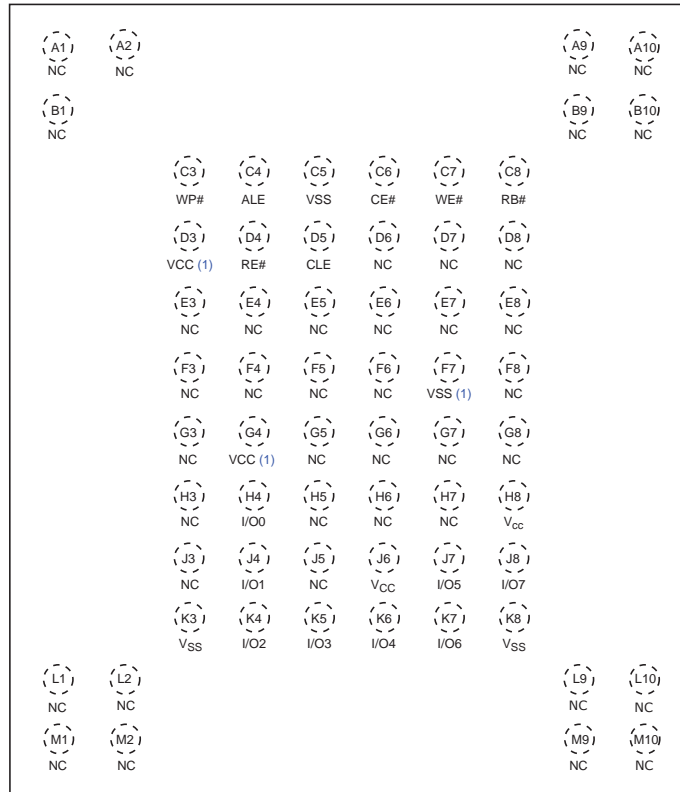 A1 A2 A9 A10
NC NC NC NC
B1 B9 B10
NC NC NC
C3 C4 C5 C6 C7 C8
WP# ALE VSS CE# WE# RB#
D3 D4 D5 D6 D7 D8
VCC (1) RE# CLE NC NC NC
E3 E4 E5 E6 E7 E8
NC NC NC NC NC NC
F3 F4 F5 F6 F7 F8
NC NC NC NC VSS (1) NC
G3 G4 G5 G6 G7 G8
NC VCC (1) NC NC NC NC
H3 H4 H5 H6 H7 H8
NC I/O0 NC NC NC Vcc
J3 J4 J5 J6 J7 J8
NC I/O1 NC VCC I/O5 I/O7
K3 K4 K5 K6 K7 K8
VSS I/O2 I/O3 I/O4 I/O6 VSS
L1 L2 L9 L10
NC NC NC NC
M1 M2 M9 M10
NC NC NC NC